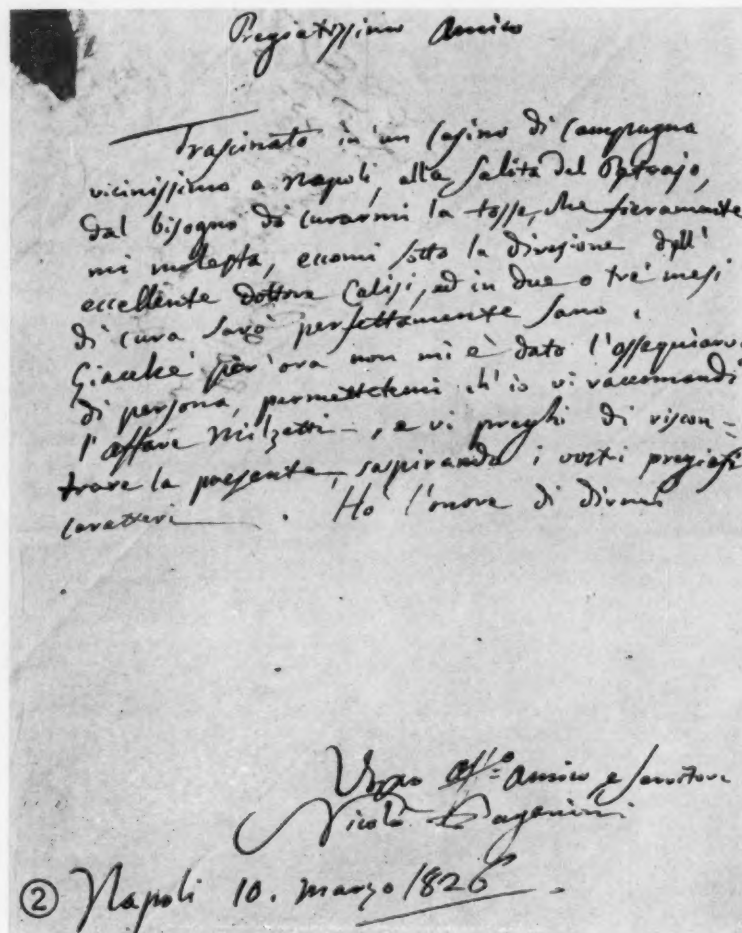 Pregiatissimo Amico
Trascinato in un Casino di Campagna
vicinissimo a Napoli, alla Salita del Petrajo,
dal bisogno di curarmi la tosse, che fieramente
mi molesta, eccomi sotto la direzione dell'
eccellente dottore Calisi, ed in due o tre mesi
di cura sarò perfettamente sano.
Giacchè per ora non mi è dato l'ossequiarvi
di persona, permettetemi ch'io vi raccomandi
l'affare Milzetti, e vi preghi di riscon=
trare la presente, sospirando i vostri pregiati
caratteri. Ho l'onore di dirmi
Vostro aff.o Amico e Servitore
Nicolò Paganini
② Napoli 10. Marzo 1826.